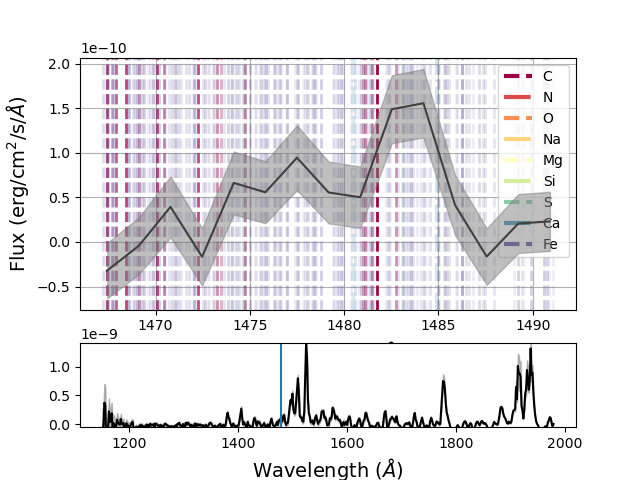 1e−10
2.0
1.5
1.0
0.5
0.0
−0.5
Flux (erg/cm²/s/Å)
C
N
O
Na
Mg
Si
S
Ca
Fe
1470 1475 1480 1485 1490
1e−9
1.0
0.5
0.0
1200 1400 1600 1800 2000
Wavelength (Å)